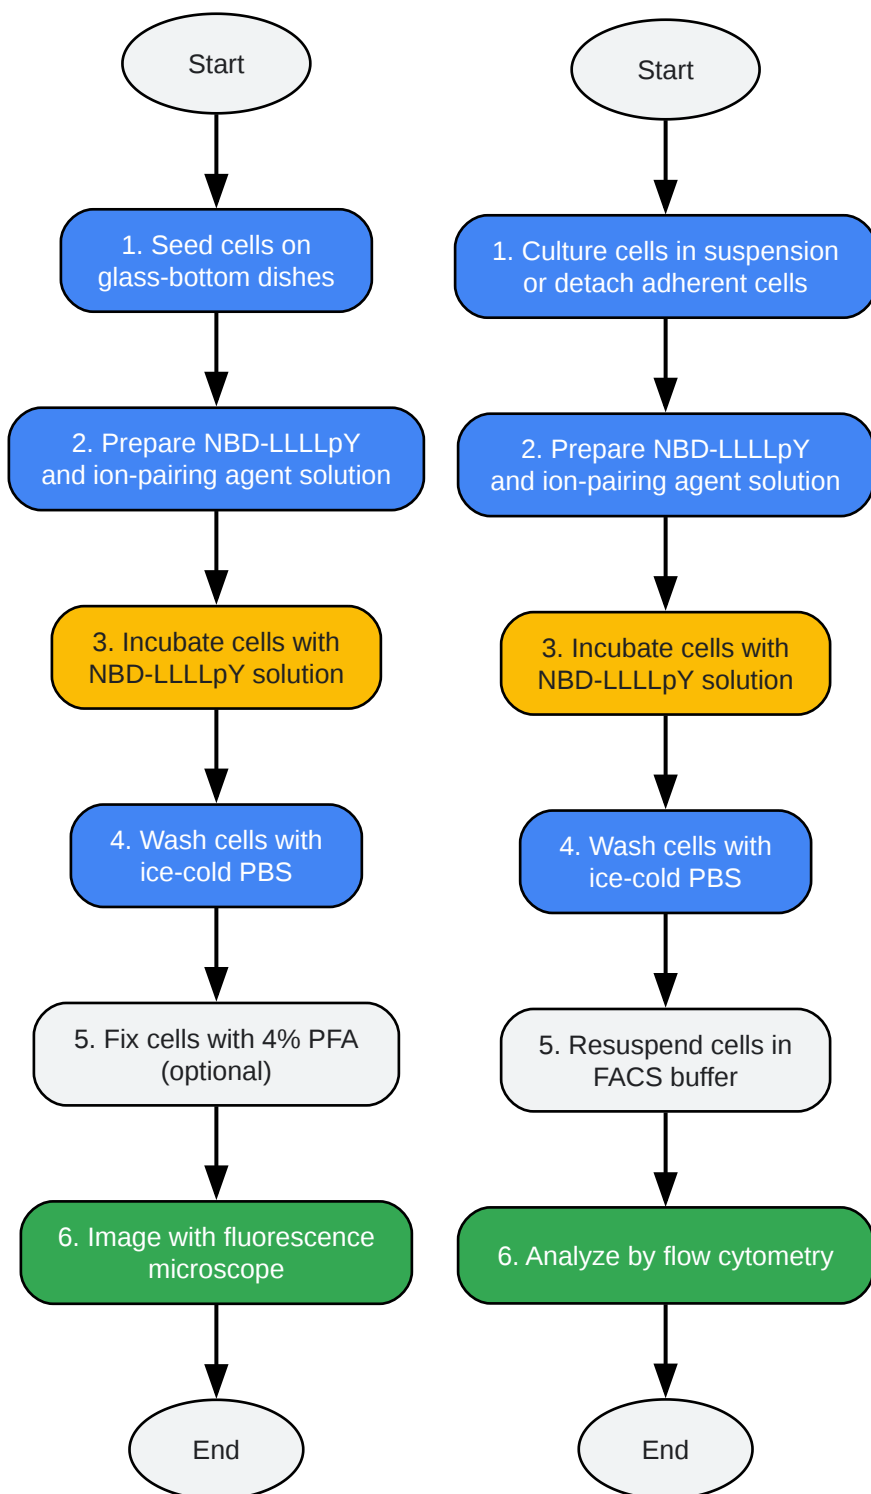 Start
1. Seed cells on
glass-bottom dishes
2. Prepare NBD-LLLLpY
and ion-pairing agent solution
3. Incubate cells with
NBD-LLLLpY solution
4. Wash cells with
ice-cold PBS
5. Fix cells with 4% PFA
(optional)
6. Image with fluorescence
microscope
End
Start
1. Culture cells in suspension
or detach adherent cells
2. Prepare NBD-LLLLpY
and ion-pairing agent solution
3. Incubate cells with
NBD-LLLLpY solution
4. Wash cells with
ice-cold PBS
5. Resuspend cells in
FACS buffer
6. Analyze by flow cytometry
End